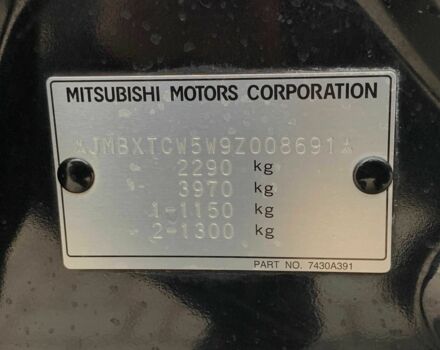 MITSUBISHI MOTORS CORPORATION
JMBXTCW5W9Z008691
2290 kg
3970 kg
1-1150 kg
2-1300 kg
PART NO. 7430A391